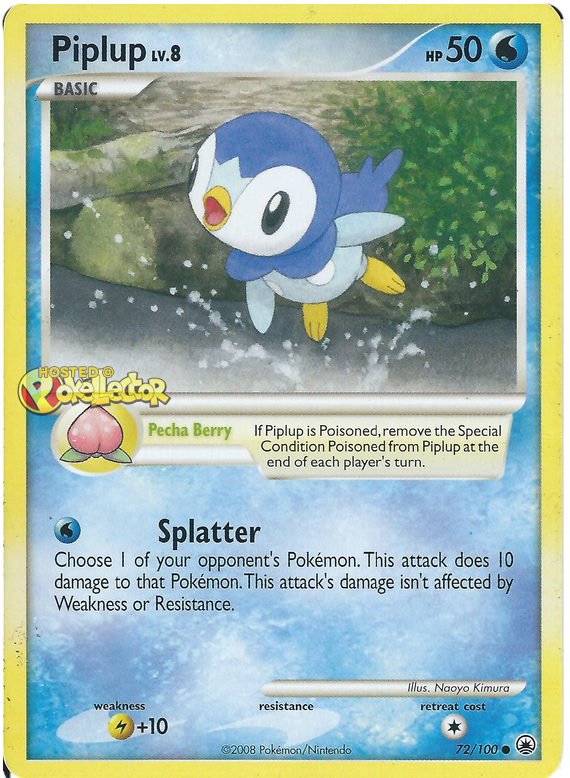 Piplup LV.8
HP 50
BASIC
HOSTED @
Pokellector
Pecha Berry
If Piplup is Poisoned, remove the Special
Condition Poisoned from Piplup at the
end of each player's turn.
Splatter
Choose 1 of your opponent's Pokémon. This attack does 10
damage to that Pokémon. This attack's damage isn't affected by
Weakness or Resistance.
Illus. Naoyo Kimura
weakness
resistance
retreat cost
+10
©2008 Pokémon/Nintendo
72/100